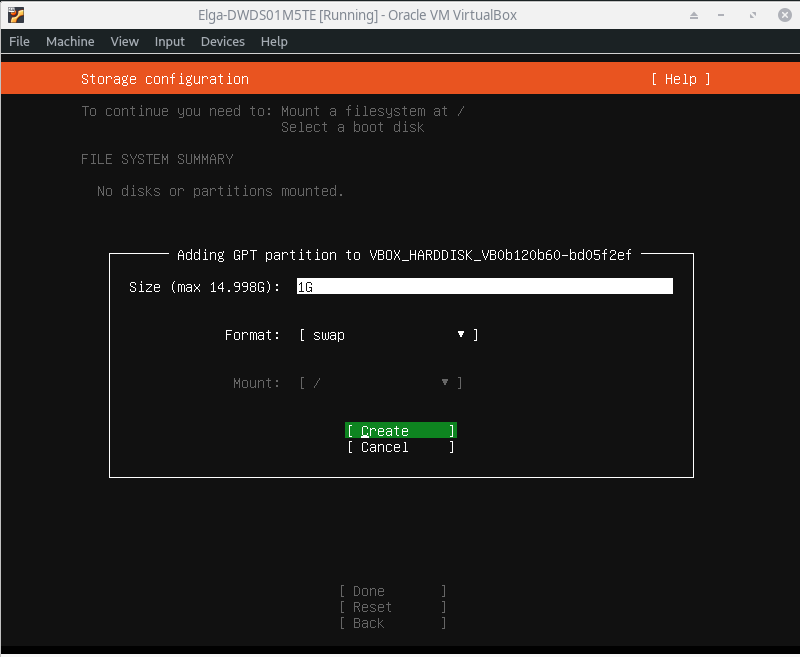 Elga-DWDS01M5TE [Running] - Oracle VM VirtualBox
File Machine View Input Devices Help
Storage configuration [ Help ]
To continue you need to: Mount a filesystem at /
Select a boot disk
FILE SYSTEM SUMMARY
No disks or partitions mounted.
Adding GPT partition to VBOX_HARDDISK_VB0b120b60-bd05f2ef
Size (max 14.998G): 1G
Format: [ swap ▼ ]
Mount: [ / ▼ ]
[ Create ]
[ Cancel ]
[ Done ]
[ Reset ]
[ Back ]